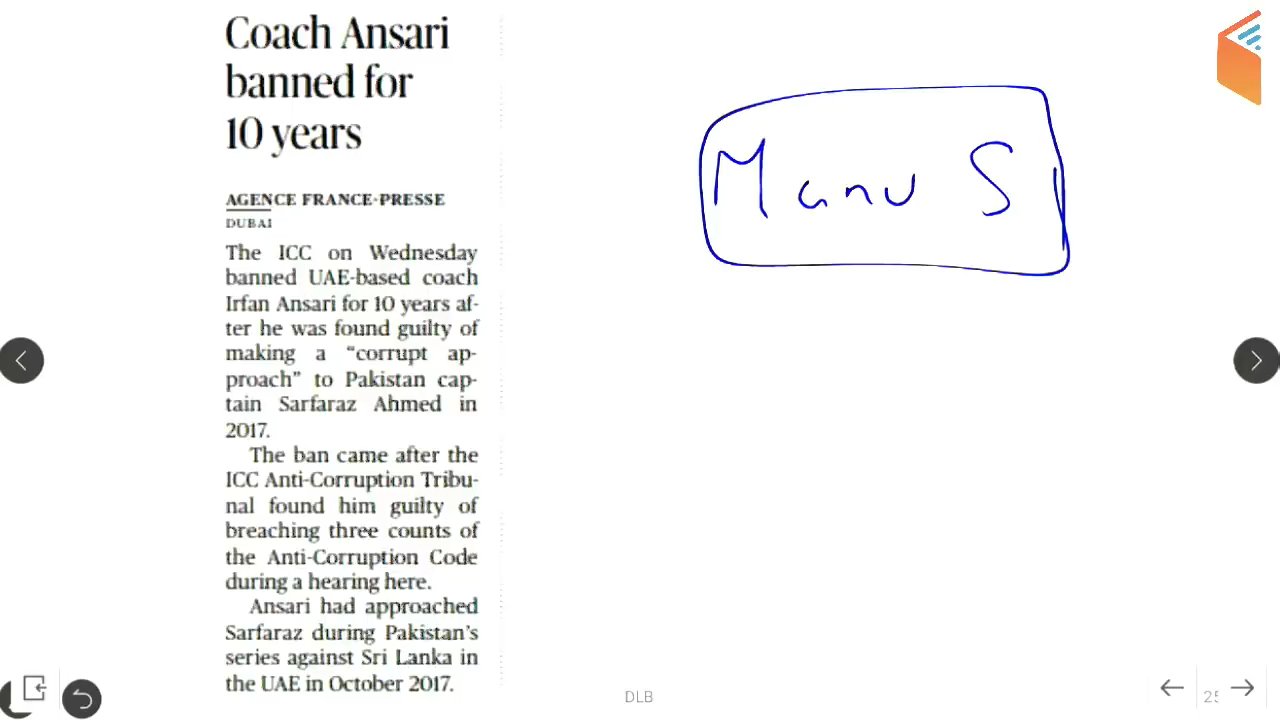 Coach Ansari
banned for
10 years
AGENCE FRANCE-PRESSE
DUBAI
The ICC on Wednesday
banned UAE-based coach
Irfan Ansari for 10 years af-
ter he was found guilty of
making a “corrupt ap-
proach” to Pakistan cap-
tain Sarfaraz Ahmed in
2017.
The ban came after the
ICC Anti-Corruption Tribu-
nal found him guilty of
breaching three counts of
the Anti-Corruption Code
during a hearing here.
Ansari had approached
Sarfaraz during Pakistan’s
series against Sri Lanka in
the UAE in October 2017.
Manu S
DLB
25